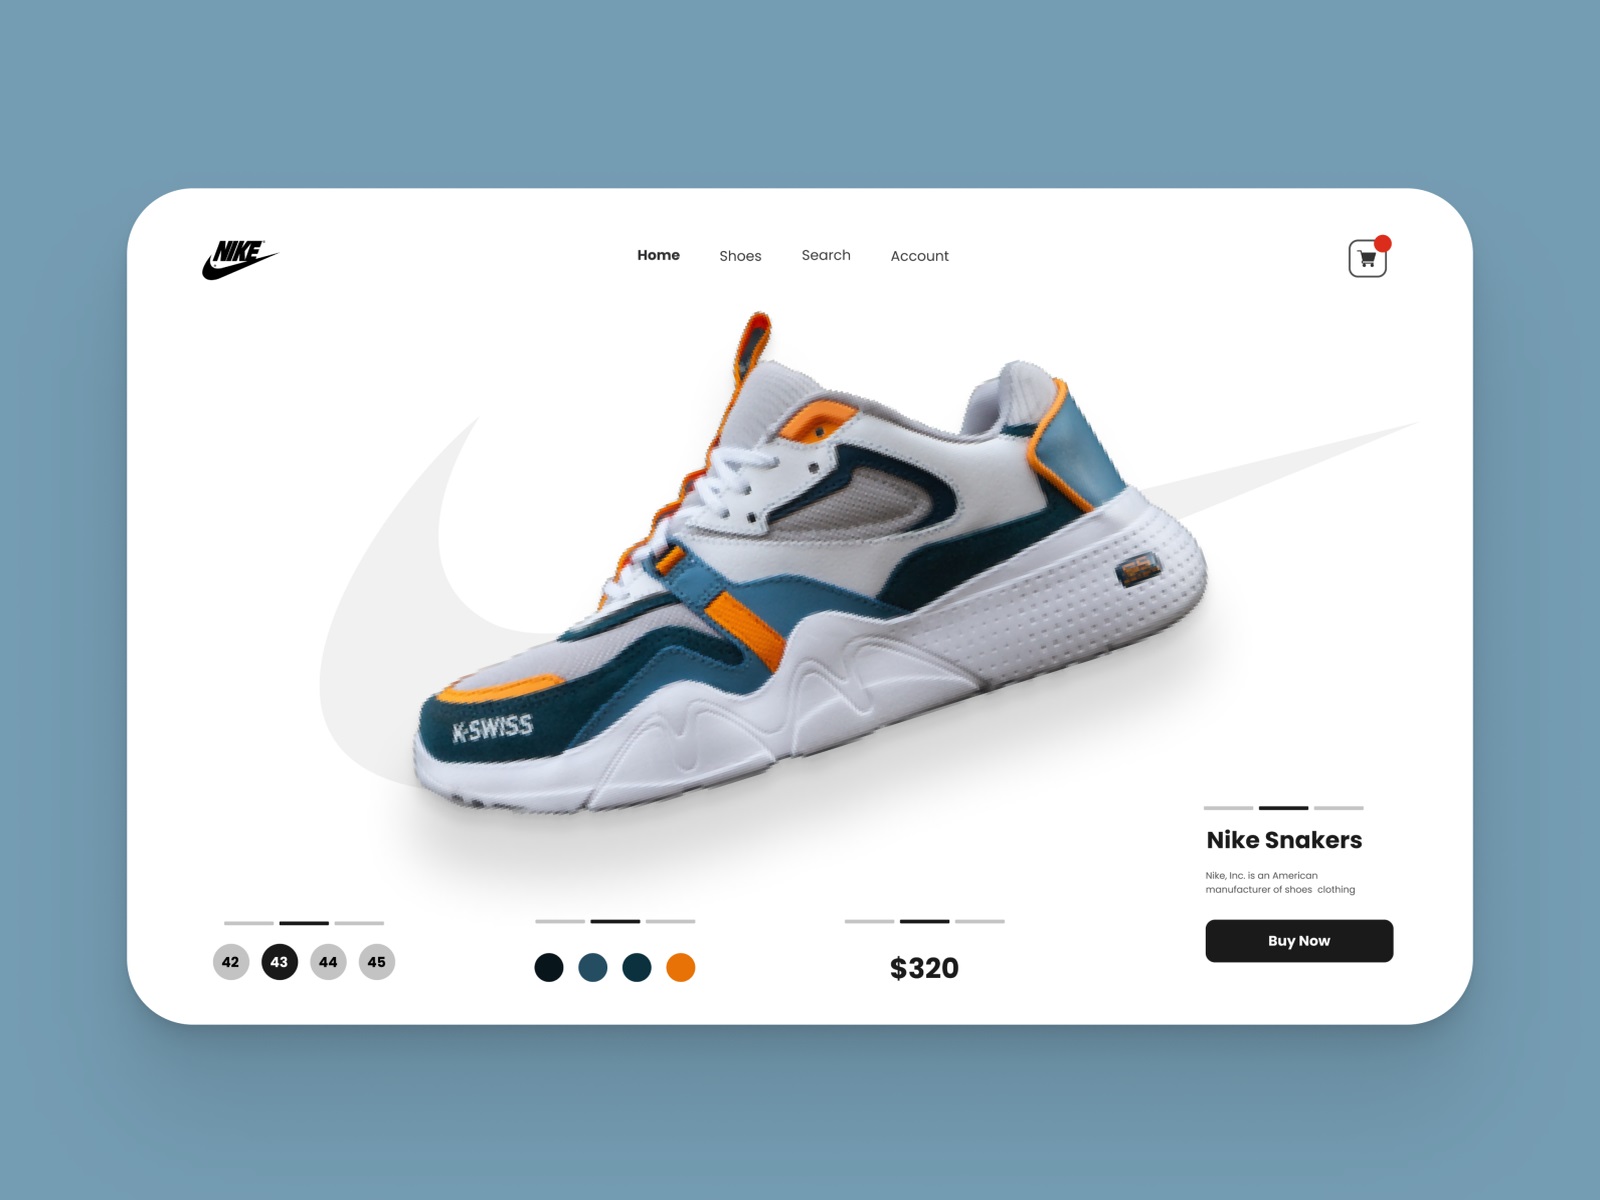 NIKE
Home
Shoes
Search
Account
K-SWISS
Nike Snakers
Nike, Inc. is an American
manufacturer of shoes  clothing
Buy Now
42
43
44
45
$320